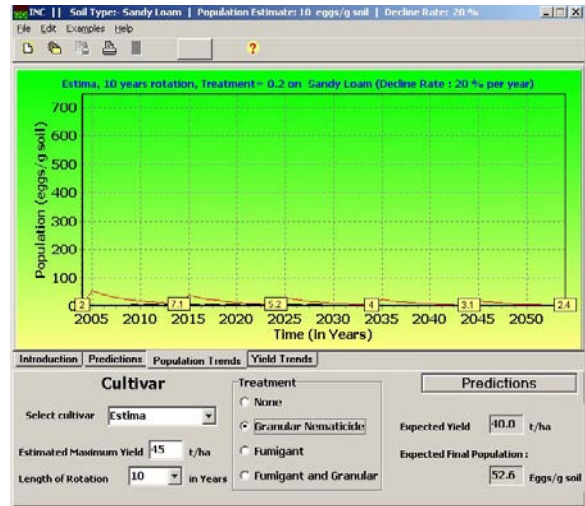 INC || Soil Type:- Sandy Loam | Population Estimate: 10 eggs/g soil | Decline Rate: 20 %
File Edit Examples Help
?
Estima, 10 years rotation, Treatment= 0.2 on Sandy Loam (Decline Rate : 20 % per year)
Population (eggs/g soil)
700
600
500
400
300
200
100
0
2
7.1
5.2
4
3.1
2.4
2005 2010 2015 2020 2025 2030 2035 2040 2045 2050
Time (in Years)
Introduction Predictions Population Trends Yield Trends
Cultivar
Select cultivar Estima
Estimated Maximum Yield 45 t/ha
Length of Rotation 10 in Years
Treatment
None
Granular Nematicide
Fumigant
Fumigant and Granular
Predictions
Expected Yield 40.0 t/ha
Expected Final Population :
52.6 Eggs/g soil